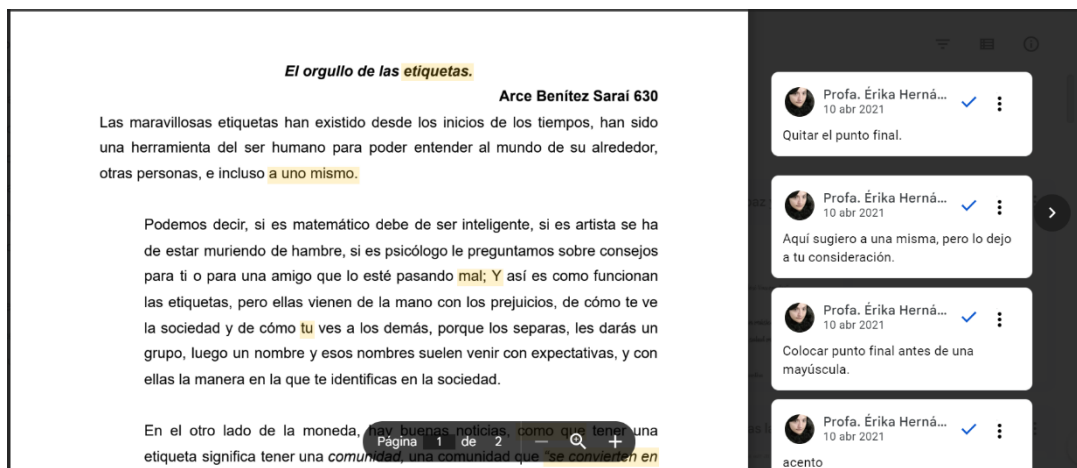 El orgullo de las etiquetas.
Arce Benítez Saraí 630
Las maravillosas etiquetas han existido desde los inicios de los tiempos, han sido
una herramienta del ser humano para poder entender al mundo de su alrededor,
otras personas, e incluso a uno mismo.
Podemos decir, si es matemático debe de ser inteligente, si es artista se ha
de estar muriendo de hambre, si es psicólogo le preguntamos sobre consejos
para ti o para una amigo que lo esté pasando mal; Y así es como funcionan
las etiquetas, pero ellas vienen de la mano con los prejuicios, de cómo te ve
la sociedad y de cómo tu ves a los demás, porque los separas, les darás un
grupo, luego un nombre y esos nombres suelen venir con expectativas, y con
ellas la manera en la que te identificas en la sociedad.
En el otro lado de la moneda, hay buenas noticias, como que tener una
etiqueta significa tener una comunidad, una comunidad que "se convierten en
Página 1 de 2
Profa. Érika Herná...
10 abr 2021
Quitar el punto final.
Profa. Érika Herná...
10 abr 2021
Aquí sugiero a una misma, pero lo dejo
a tu consideración.
Profa. Érika Herná...
10 abr 2021
Colocar punto final antes de una
mayúscula.
Profa. Érika Herná...
10 abr 2021
acento